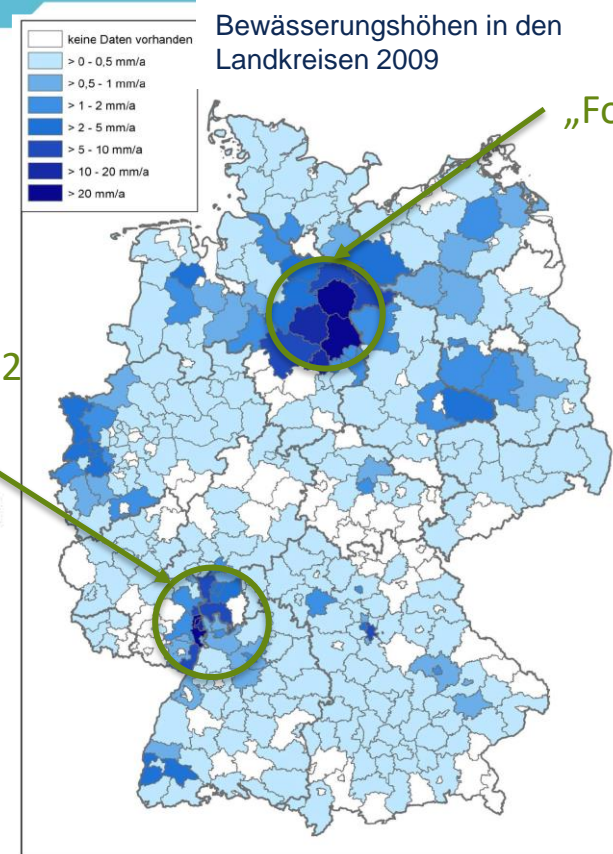 Bewässerungshöhen in den
Landkreisen 2009
keine Daten vorhanden
> 0 - 0,5 mm/a
> 0,5 - 1 mm/a
> 1 - 2 mm/a
> 2 - 5 mm/a
> 5 - 10 mm/a
> 10 - 20 mm/a
> 20 mm/a
„Fo
2